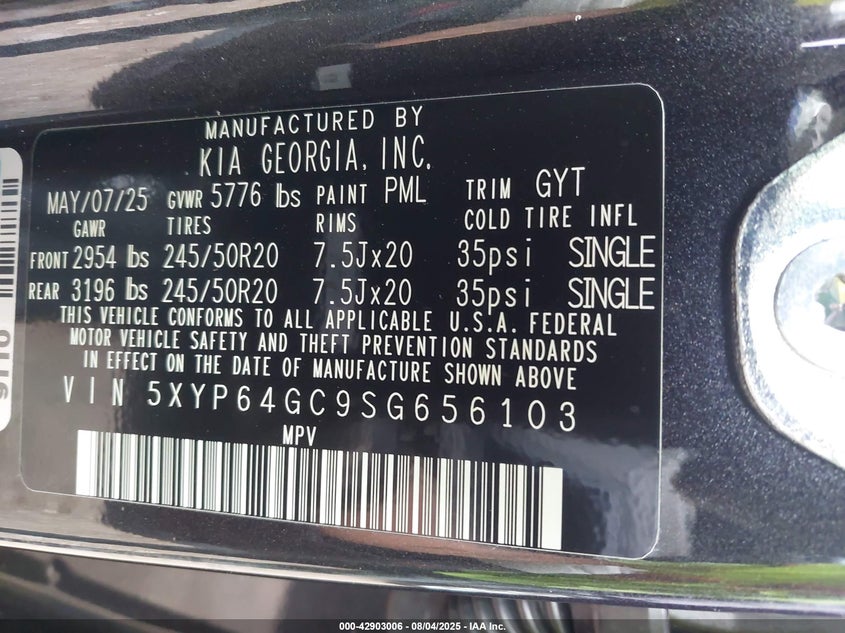 MANUFACTURED BY
KIA GEORGIA, INC.
MAY/07/25 GVWR 5776 lbs PAINT PML TRIM GYT
GAWR TIRES RIMS COLD TIRE INFL
FRONT 2954 lbs 245/50R20 7.5Jx20 35psi SINGLE
REAR 3196 lbs 245/50R20 7.5Jx20 35psi SINGLE
THIS VEHICLE CONFORMS TO ALL APPLICABLE U.S.A. FEDERAL
MOTOR VEHICLE SAFETY AND THEFT PREVENTION STANDARDS
IN EFFECT ON THE DATE OF MANUFACTURE SHOWN ABOVE
VIN 5XYP64GC9SG656103
MPV
000-42903006 - 08/04/2025 - IAA Inc.